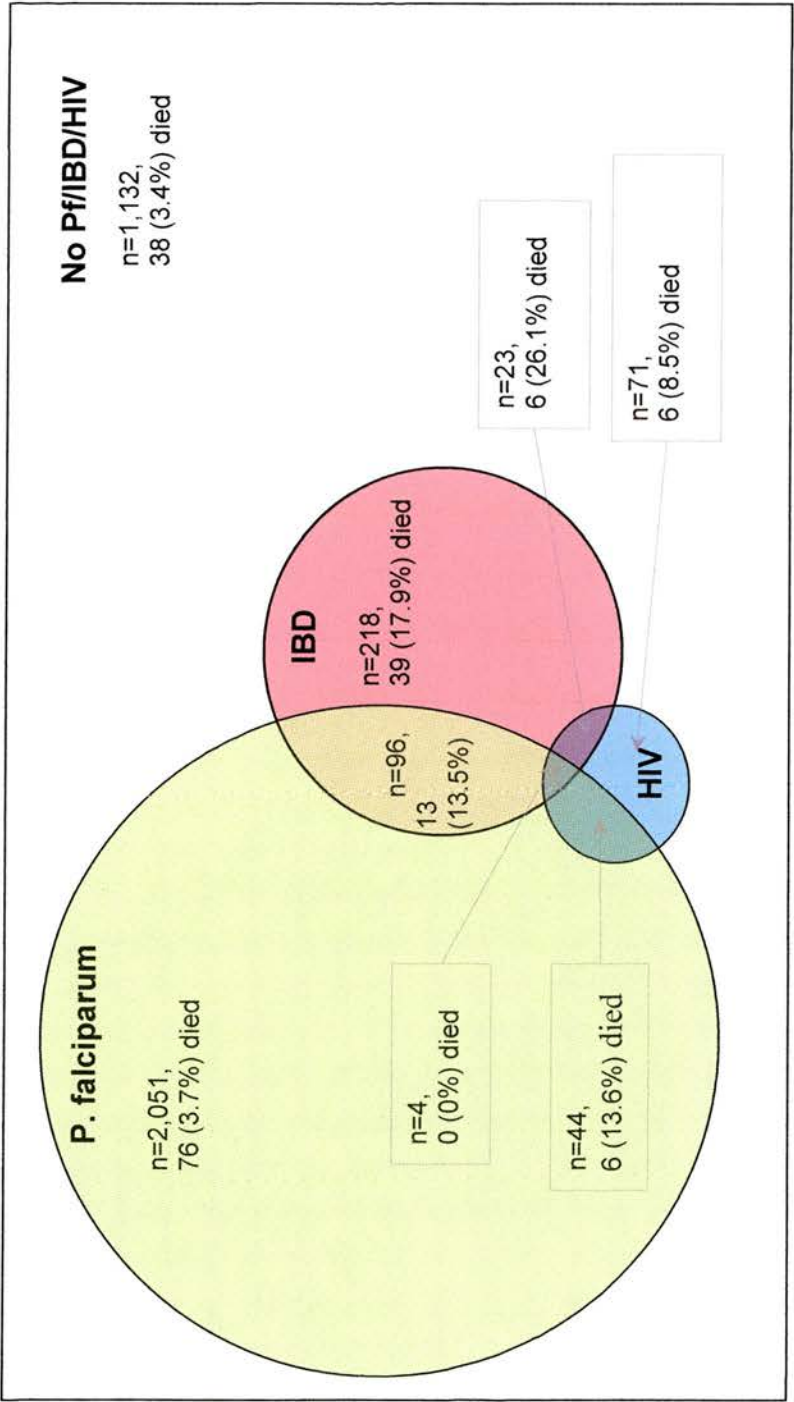 P. falciparum
n=2,051,
76 (3.7%) died
n=4,
0 (0%) died
n=44,
6 (13.6%) died
IBD
n=96,
13
(13.5%)
n=218,
39 (17.9%) died
HIV
n=23,
6 (26.1%) died
n=71,
6 (8.5%) died
No Pf/IBD/HIV
n=1,132,
38 (3.4%) died